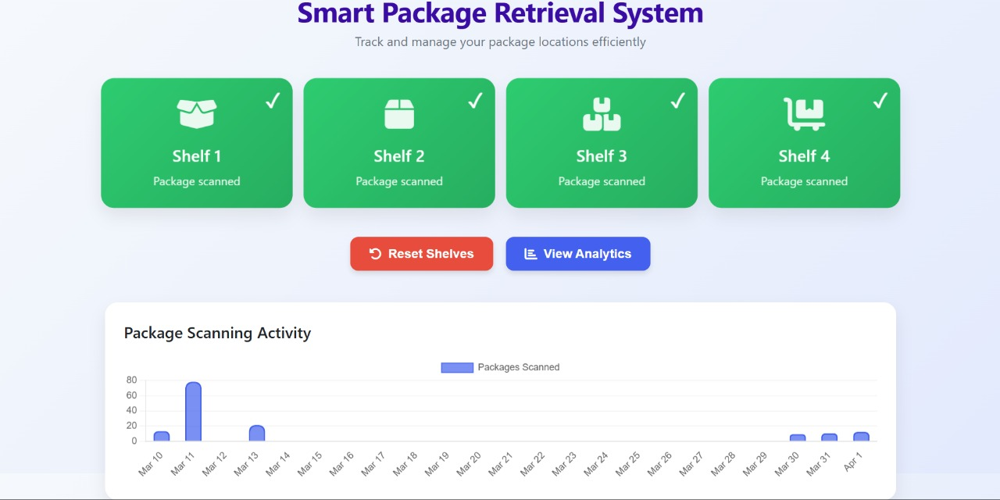 Smart Package Retrieval System
Track and manage your package locations efficiently
Shelf 1
Package scanned
Shelf 2
Package scanned
Shelf 3
Package scanned
Shelf 4
Package scanned
Reset Shelves
View Analytics
Package Scanning Activity
Packages Scanned
80
60
40
20
0
Mar 10
Mar 11
Mar 12
Mar 13
Mar 14
Mar 15
Mar 16
Mar 17
Mar 18
Mar 19
Mar 20
Mar 21
Mar 22
Mar 23
Mar 24
Mar 25
Mar 26
Mar 27
Mar 28
Mar 29
Mar 30
Mar 31
Apr 1